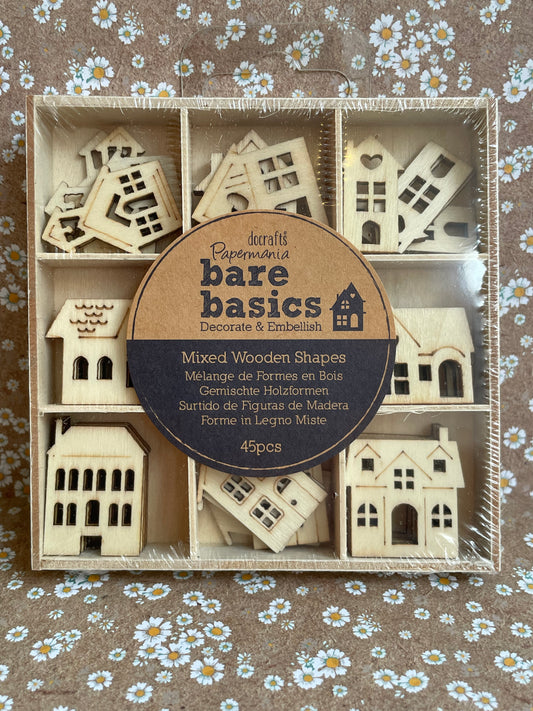 docrafts®
Papermania
bare
basics
Decorate & Embellish
Mixed Wooden Shapes
Mélange de Formes en Bois
Gemischte Holzformen
Surtido de Figuras de Madera
Forme in Legno Miste
45pcs